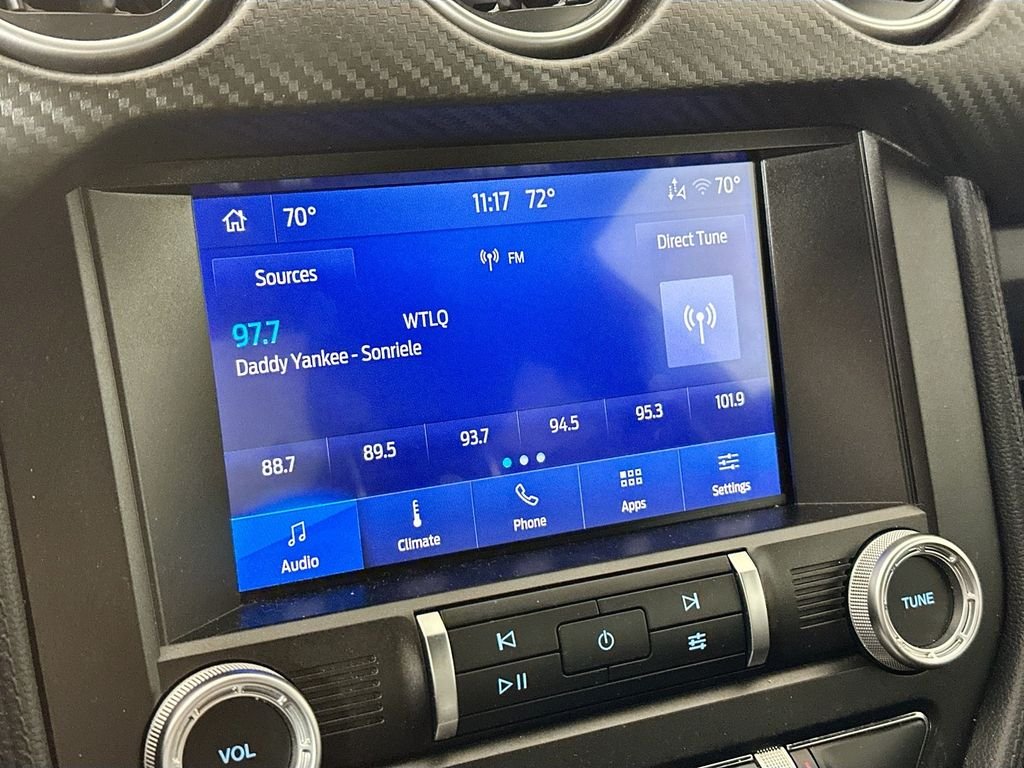 70° 11:17 72° 70°
Sources FM Direct Tune
97.7 WTLQ
Daddy Yankee - Sonriele
88.7 89.5 93.7 94.5 95.3 101.9
Audio Climate Phone Apps Settings
TUNE
VOL